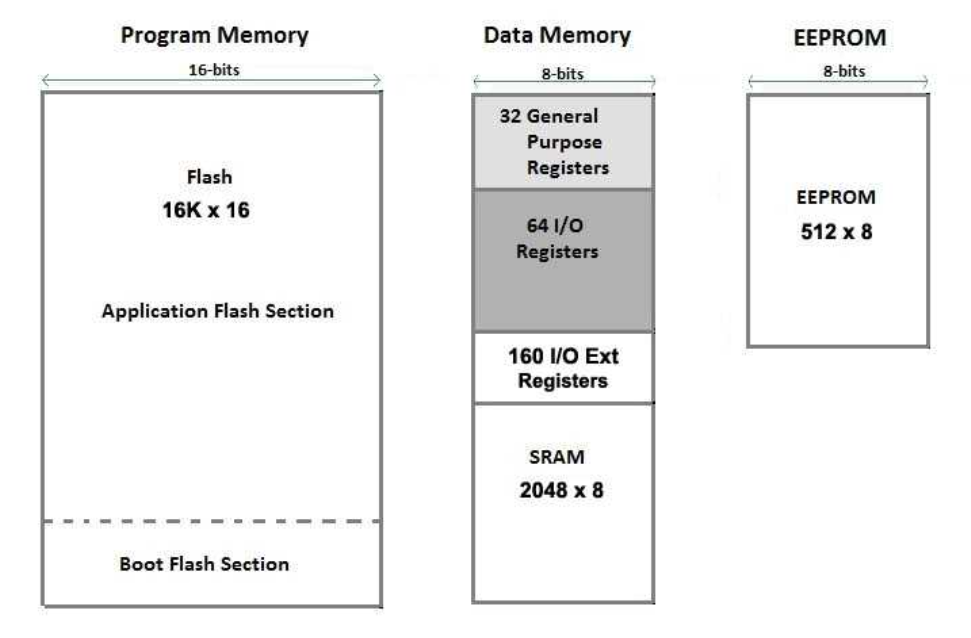 Program Memory
16-bits
Flash
16K x 16
Application Flash Section
Boot Flash Section
Data Memory
8-bits
32 General
Purpose
Registers
64 I/O
Registers
160 I/O Ext
Registers
SRAM
2048 x 8
EEPROM
8-bits
EEPROM
512 x 8